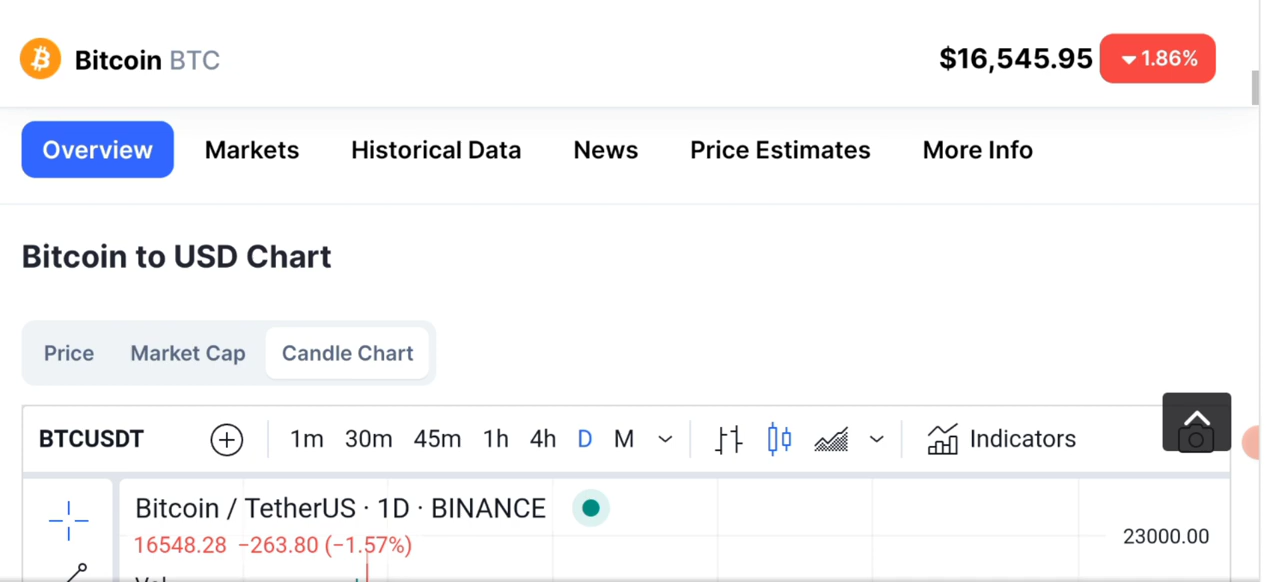 Bitcoin BTC $16,545.95 1.86%
Overview Markets Historical Data News Price Estimates More Info
Bitcoin to USD Chart
Price Market Cap Candle Chart
BTCUSDT 1m 30m 45m 1h 4h D M Indicators
Bitcoin / TetherUS · 1D · BINANCE
23000.00
16548.28 −263.80 (−1.57%)